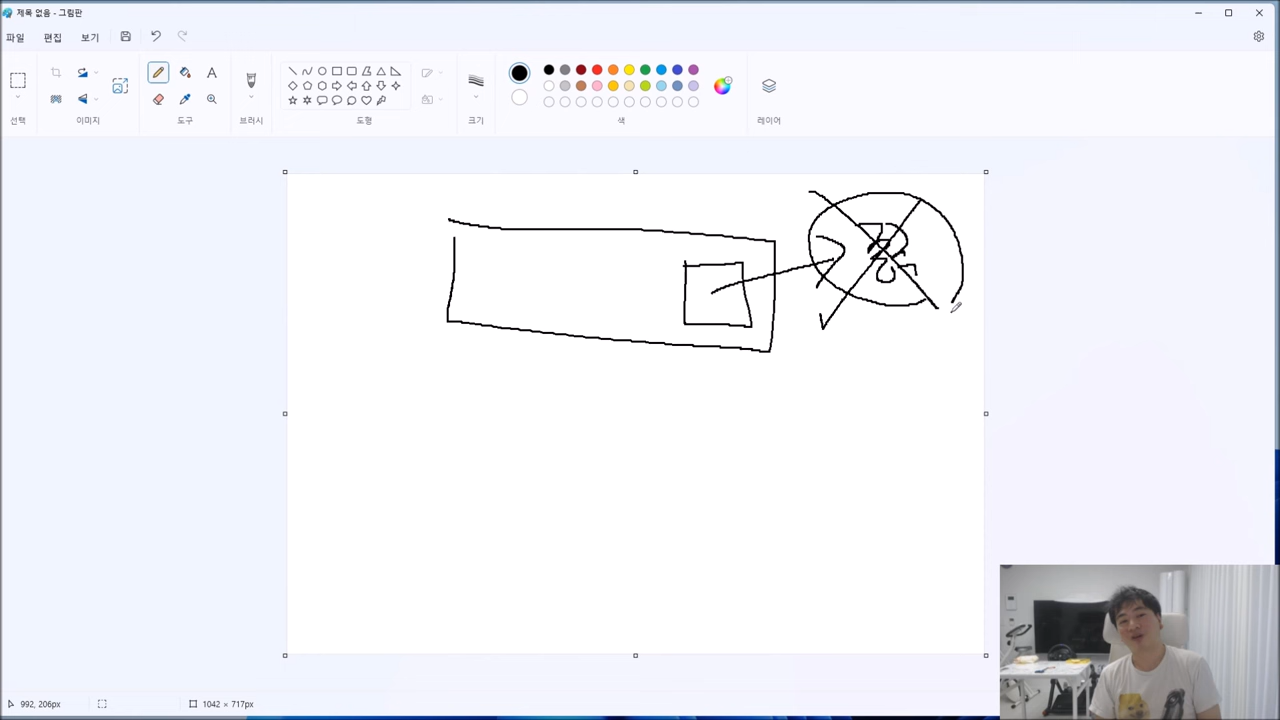 제목 없음 - 그림판
파일 편집 보기
선택 이미지 도구 브러시 도형 크기 색 레이어
992, 206px 1042 × 717px